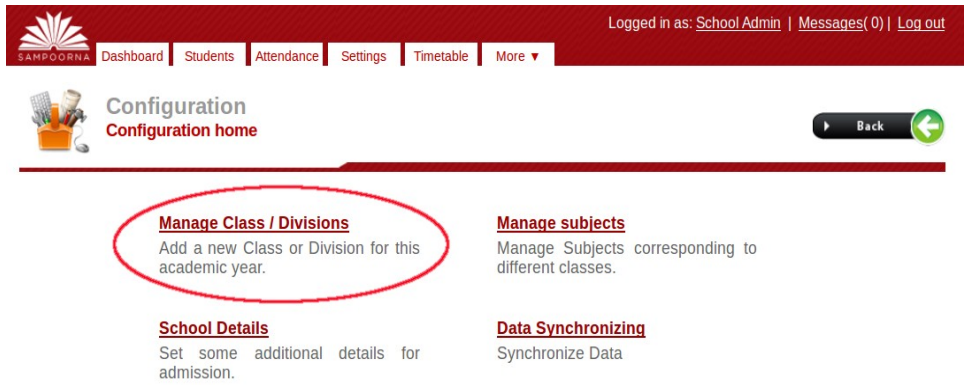 Logged in as: School Admin | Messages( 0) | Log out
SAMPOORNA
Dashboard Students Attendance Settings Timetable More ▼
Configuration
Configuration home
Back
Manage Class / Divisions
Add a new Class or Division for this
academic year.
Manage subjects
Manage Subjects corresponding to
different classes.
School Details
Set some additional details for
admission.
Data Synchronizing
Synchronize Data